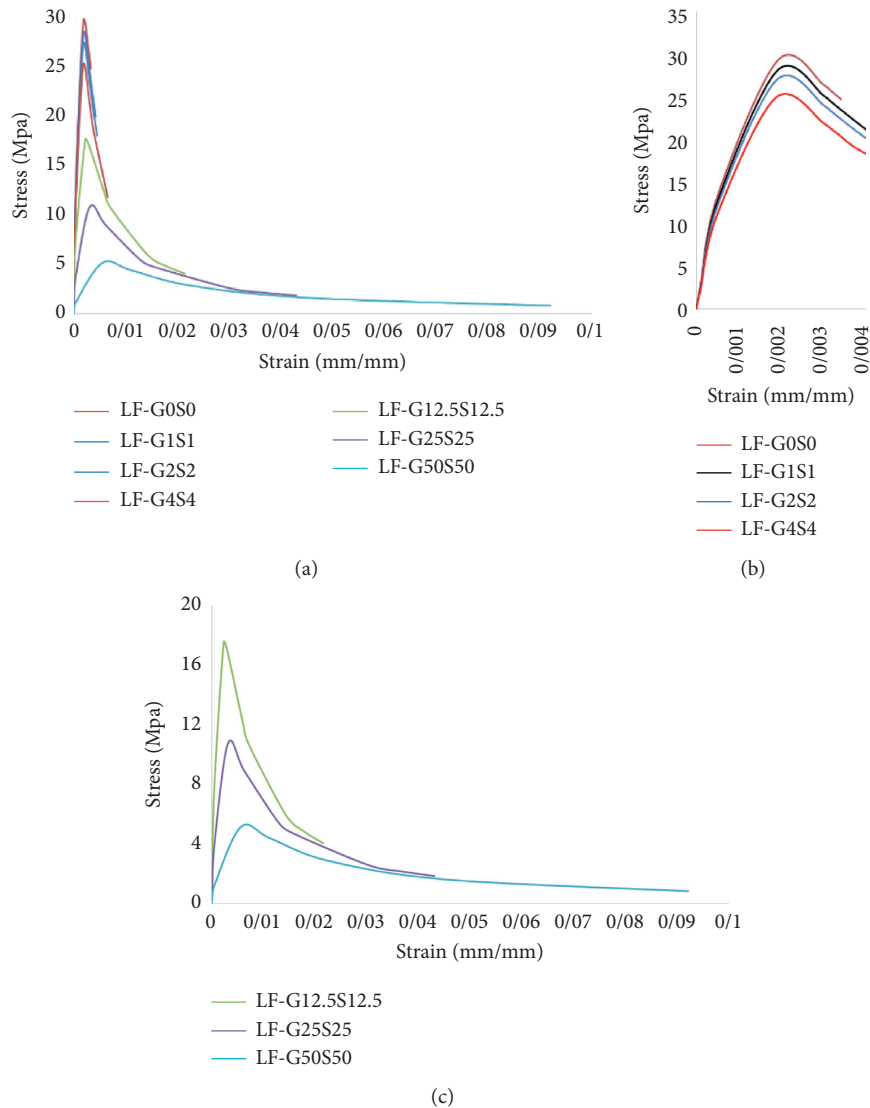 30
25
20
15
10
5
0
Stress (Mpa)
0 0/01 0/02 0/03 0/04 0/05 0/06 0/07 0/08 0/09 0/1
Strain (mm/mm)
LF-G0S0
LF-G1S1
LF-G2S2
LF-G4S4
LF-G12.5S12.5
LF-G25S25
LF-G50S50
(a)
35
30
25
20
15
10
5
0
Stress (Mpa)
0 0/001 0/002 0/003 0/004
Strain (mm/mm)
LF-G0S0
LF-G1S1
LF-G2S2
LF-G4S4
(b)
20
16
12
8
4
0
Stress (Mpa)
0 0/01 0/02 0/03 0/04 0/05 0/06 0/07 0/08 0/09 0/1
Strain (mm/mm)
LF-G12.5S12.5
LF-G25S25
LF-G50S50
(c)